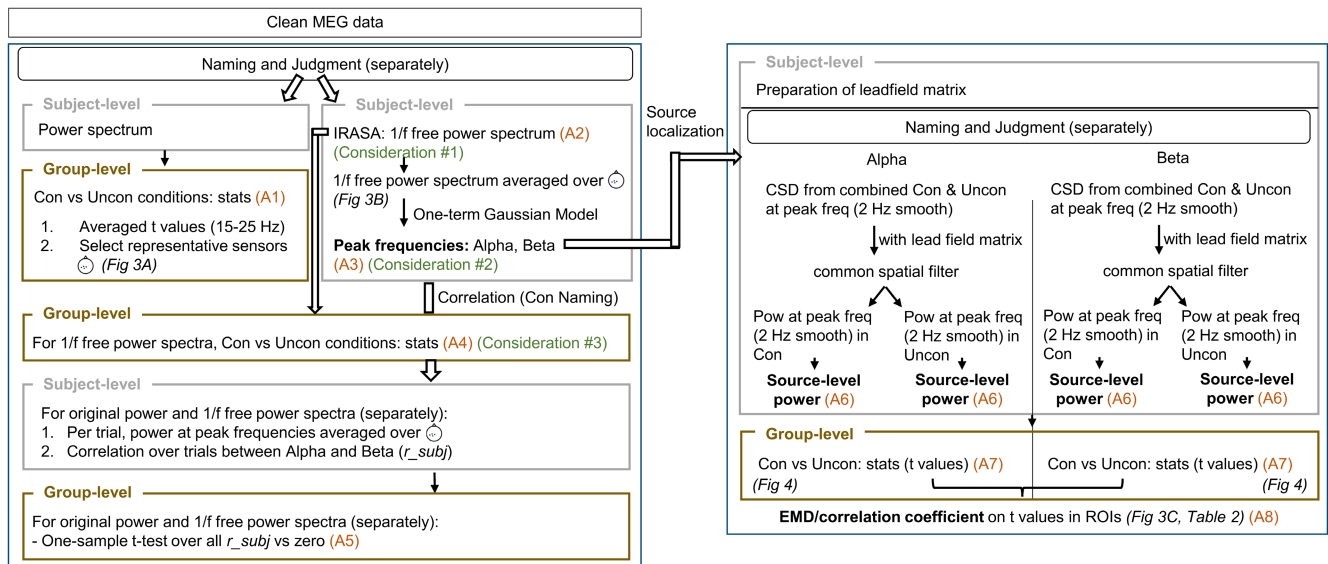 Clean MEG data
Naming and Judgment (separately)
Subject-level
Power spectrum
Group-level
Con vs Uncon conditions: stats (A1)
1. Averaged t values (15-25 Hz)
2. Select representative sensors
(Fig 3A)
Subject-level
IRASA: 1/f free power spectrum (A2)
(Consideration #1)
1/f free power spectrum averaged over
(Fig 3B)
One-term Gaussian Model
Peak frequencies: Alpha, Beta
(A3) (Consideration #2)
Correlation (Con Naming)
Group-level
For 1/f free power spectra, Con vs Uncon conditions: stats (A4) (Consideration #3)
Subject-level
For original power and 1/f free power spectra (separately):
1. Per trial, power at peak frequencies averaged over
2. Correlation over trials between Alpha and Beta (r_subj)
Group-level
For original power and 1/f free power spectra (separately):
- One-sample t-test over all r_subj vs zero (A5)
Source
localization
Subject-level
Preparation of leadfield matrix
Naming and Judgment (separately)
Alpha
CSD from combined Con & Uncon
at peak freq (2 Hz smooth)
with lead field matrix
common spatial filter
Pow at peak freq
(2 Hz smooth) in
Con
Source-level
power (A6)
Pow at peak freq
(2 Hz smooth) in
Uncon
Source-level
power (A6)
Beta
CSD from combined Con & Uncon
at peak freq (2 Hz smooth)
with lead field matrix
common spatial filter
Pow at peak freq
(2 Hz smooth) in
Con
Source-level
power (A6)
Pow at peak freq
(2 Hz smooth) in
Uncon
Source-level
power (A6)
Group-level
Con vs Uncon: stats (t values) (A7)
(Fig 4)
Con vs Uncon: stats (t values) (A7)
(Fig 4)
EMD/correlation coefficient on t values in ROIs (Fig 3C, Table 2) (A8)